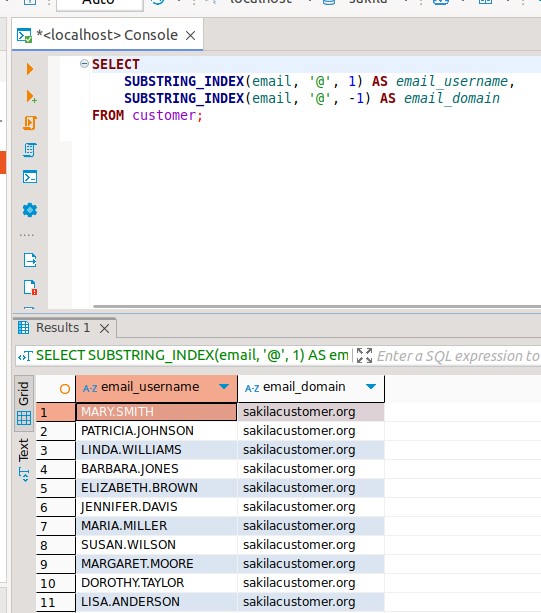 Auto
localhost
sakila
*<localhost> Console
SELECT
SUBSTRING_INDEX(email, '@', 1) AS email_username,
SUBSTRING_INDEX(email, '@', -1) AS email_domain
FROM customer;
Results 1
SELECT SUBSTRING_INDEX(email, '@', 1) AS em
Enter a SQL expression to
Grid
Text
A-Z email_username
A-Z email_domain
1 MARY.SMITH sakilacustomer.org
2 PATRICIA.JOHNSON sakilacustomer.org
3 LINDA.WILLIAMS sakilacustomer.org
4 BARBARA.JONES sakilacustomer.org
5 ELIZABETH.BROWN sakilacustomer.org
6 JENNIFER.DAVIS sakilacustomer.org
7 MARIA.MILLER sakilacustomer.org
8 SUSAN.WILSON sakilacustomer.org
9 MARGARET.MOORE sakilacustomer.org
10 DOROTHY.TAYLOR sakilacustomer.org
11 LISA.ANDERSON sakilacustomer.org